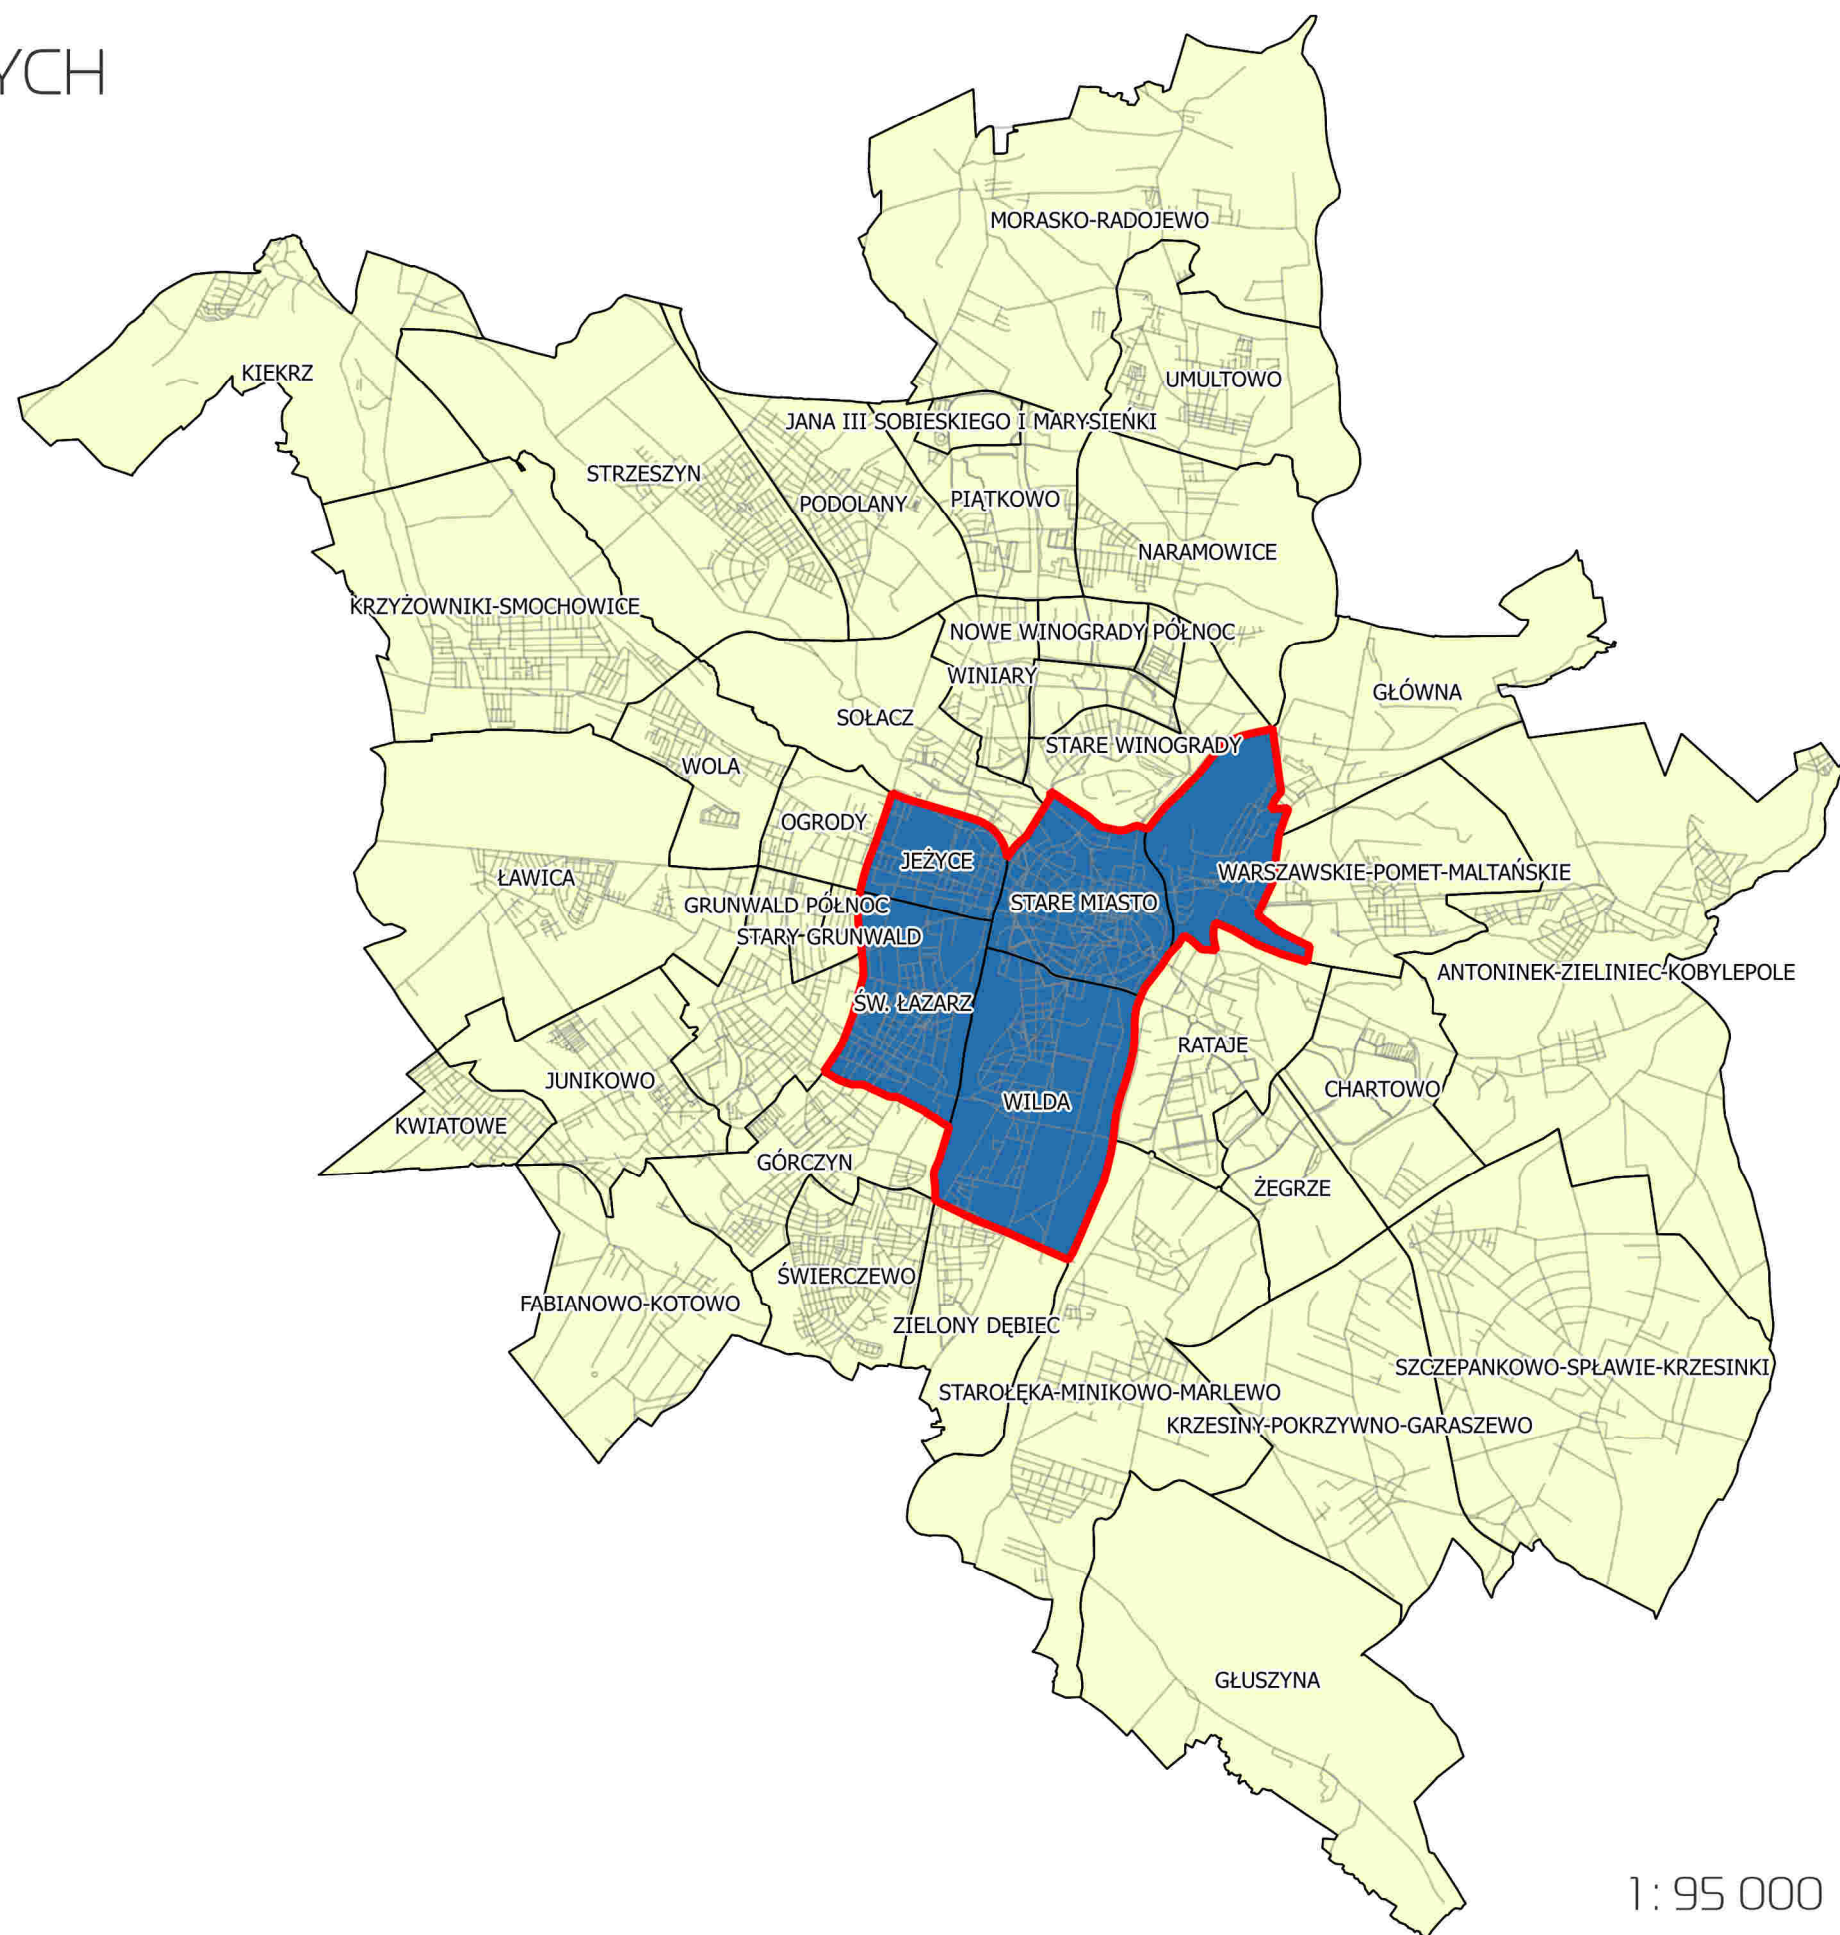 YCH
MORASKO-RADOJEWO
KIEKRZ
UMULTOWO
JANA III SOBIESKIEGO I MARYSIEŃKI
STRZESZYN
PODOLANY
PIĄTKOWO
NARAMOWICE
KRZYŻOWNIKI-SMOCHOWICE
NOWE WINOGRADY PÓŁNOC
WINIARY
GŁÓWNA
SOŁACZ
STARE WINOGRADY
WOLA
OGRODY
JEŻYCE
WARSZAWSKIE-POMET-MALTAŃSKIE
ŁAWICA
STARE MIASTO
GRUNWALD PÓŁNOC
STARY GRUNWALD
ANTONINEK-ZIELINIEC-KOBYLEPOLE
ŚW. ŁAZARZ
RATAJE
JUNIKOWO
CHARTOWO
WILDA
KWIATOWE
GÓRCZYN
ŻEGRZE
ŚWIERCZEWO
FABIANOWO-KOTOWO
ZIELONY DĘBIEC
SZCZEPANKOWO-SPŁAWIE-KRZESINKI
STAROŁĘKA-MINIKOWO-MARLEWO
KRZESINY-POKRZYWNO-GARASZEWO
GŁUSZYNA
1: 95 000